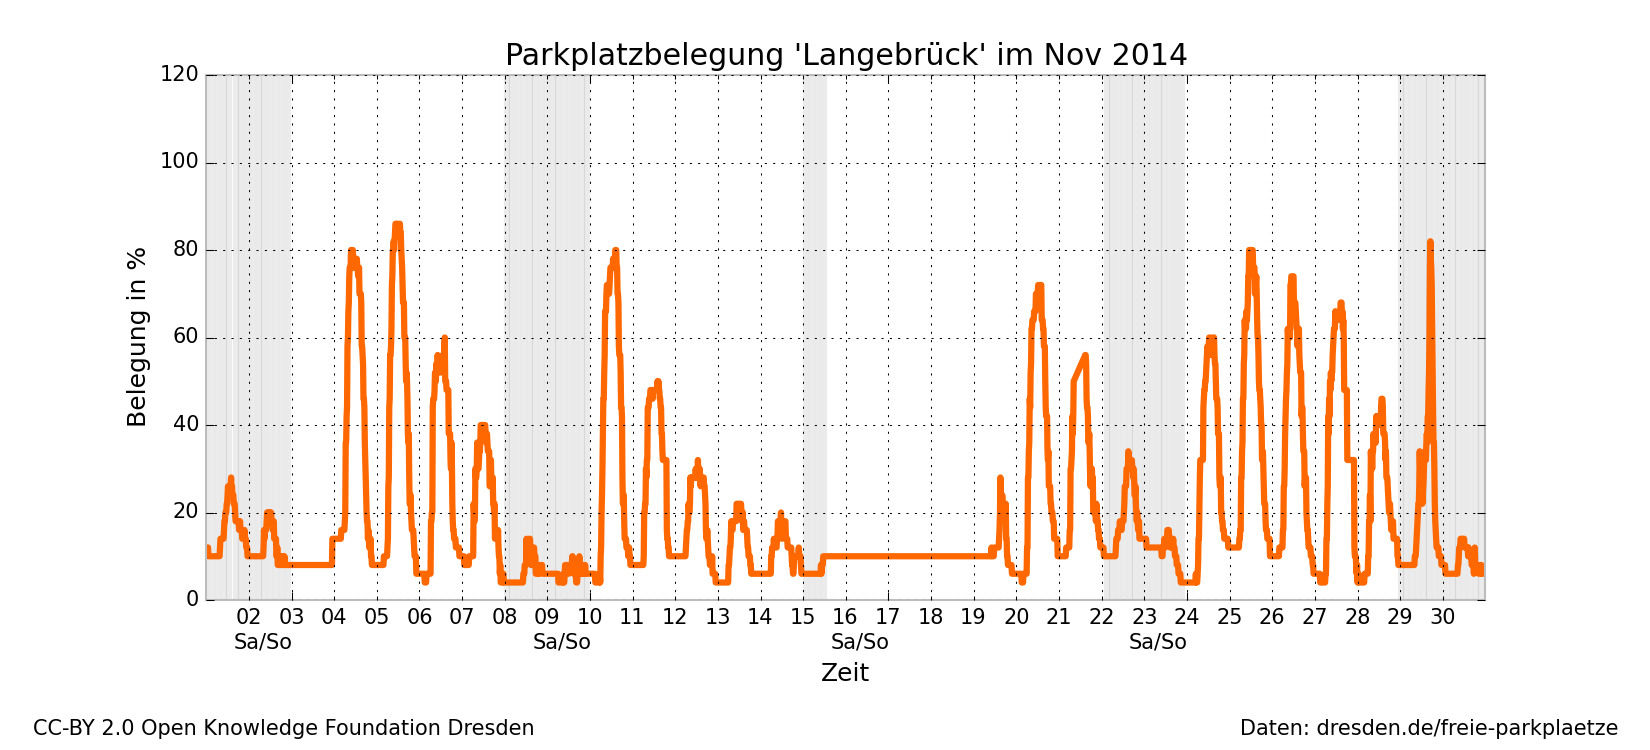 Parkplatzbelegung 'Langebrück' im Nov 2014
120
100
80
60
40
20
0
Belegung in %
02 03 04 05 06 07 08 09 10 11 12 13 14 15 16 17 18 19 20 21 22 23 24 25 26 27 28 29 30
Sa/So Sa/So Sa/So Sa/So
Zeit
CC-BY 2.0 Open Knowledge Foundation Dresden
Daten: dresden.de/freie-parkplaetze